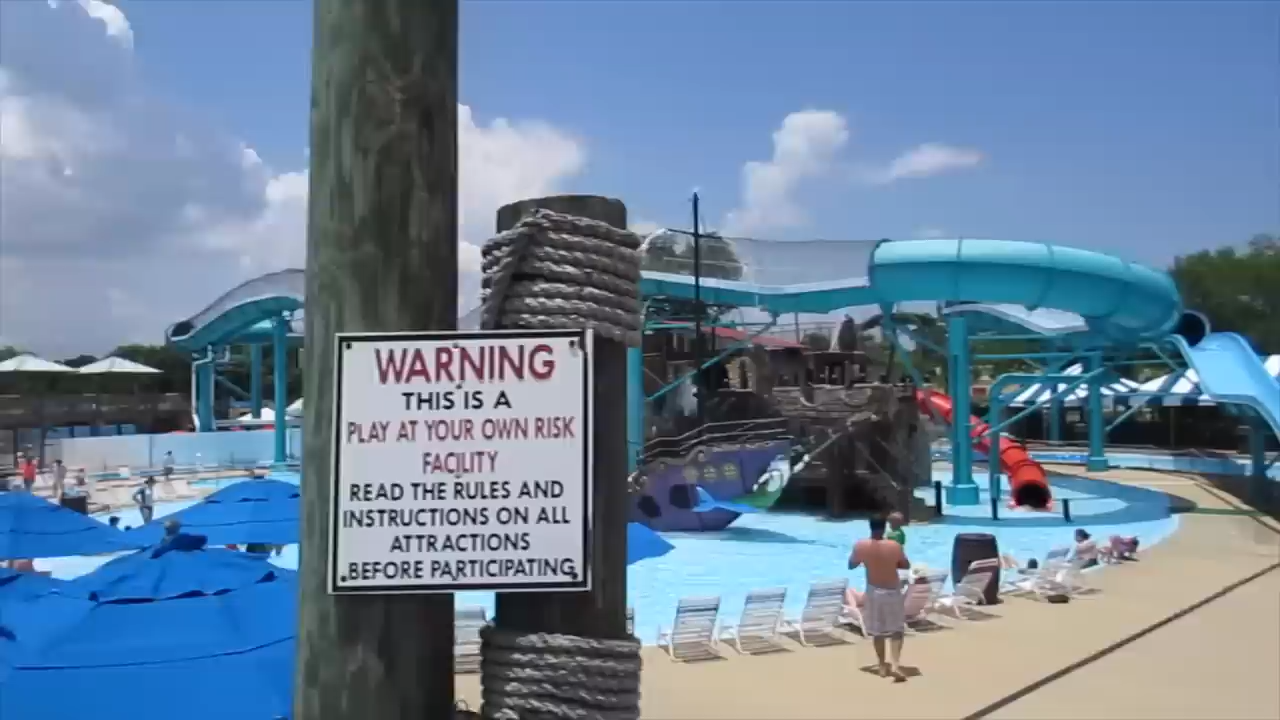 WARNING
THIS IS A
PLAY AT YOUR OWN RISK
FACILITY
READ THE RULES AND
INSTRUCTIONS ON ALL
ATTRACTIONS
BEFORE PARTICIPATING